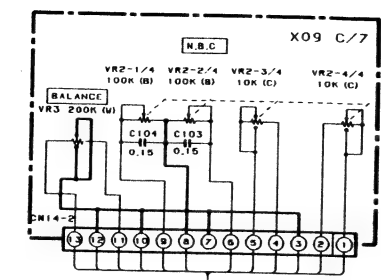 X09 C/7
N.B.C
VR2-1/4 VR2-2/4 VR2-3/4 VR2-4/4
100K (B) 100K (B) 10K (C) 10K (C)
BALANCE
VR3 200K (W)
C104 C103
0.15 0.15
CN14-2
13 12 11 10 9 8 7 6 5 4 3 2 1